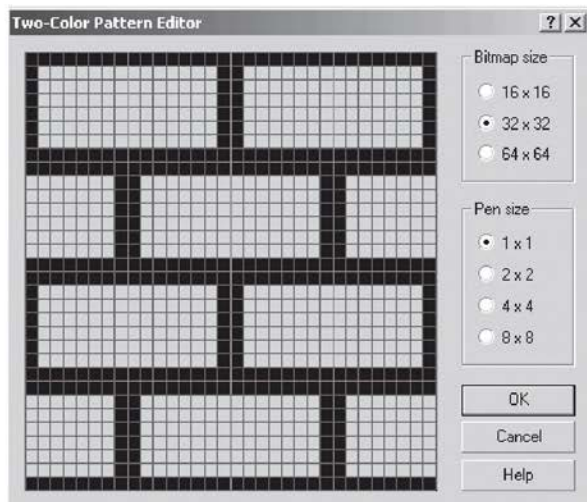 Two-Color Pattern Editor
Bitmap size
16 x 16
32 x 32
64 x 64
Pen size
1 x 1
2 x 2
4 x 4
8 x 8
OK
Cancel
Help